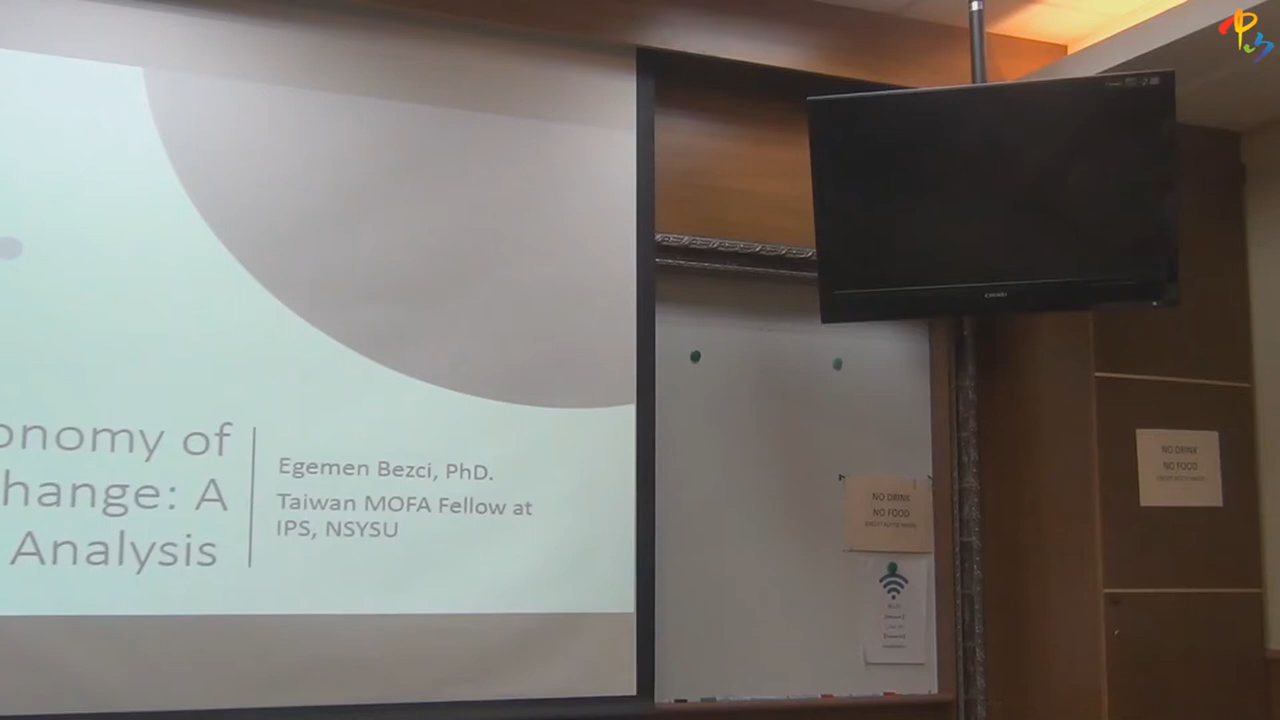 onomy of
hange: A
Analysis
Egemen Bezci, PhD.
Taiwan MOFA Fellow at
IPS, NSYSU
NO DRINK
NO FOOD
NO DRINK
NO FOOD